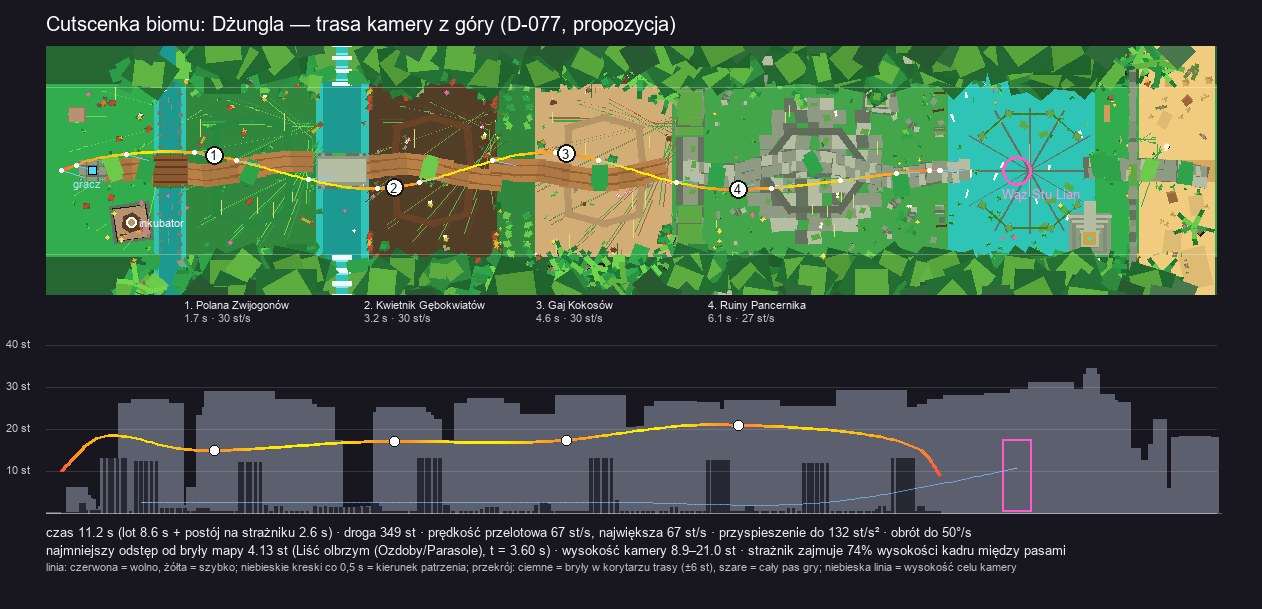 Cutscenka biomu: Dżungla — trasa kamery z góry (D-077, propozycja)
1
2
3
4
gracz
inkubator
Wąż Stu Lian
1. Polana Zwijogonów
1.7 s · 30 st/s
2. Kwietnik Gębokwiatów
3.2 s · 30 st/s
3. Gaj Kokosów
4.6 s · 30 st/s
4. Ruiny Pancernika
6.1 s · 27 st/s
40 st
30 st
20 st
10 st
czas 11.2 s (lot 8.6 s + postój na strażniku 2.6 s) · droga 349 st · prędkość przelotowa 67 st/s, największa 67 st/s · przyspieszenie do 132 st/s² · obrót do 50°/s
najmniejszy odstęp od bryły mapy 4.13 st (Liść olbrzym (Ozdoby/Parasole), t = 3.60 s) · wysokość kamery 8.9–21.0 st · strażnik zajmuje 74% wysokości kadru między pasami
linia: czerwona = wolno, żółta = szybko; niebieskie kreski co 0,5 s = kierunek patrzenia; przekrój: ciemne = bryły w korytarzu trasy (±6 st), szare = cały pas gry; niebieska linia = wysokość celu kamery